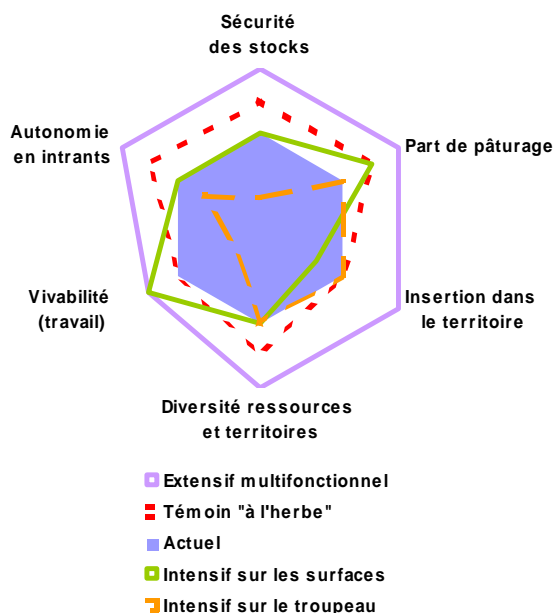 Sécurité
des stocks
Autonomie
en intrants
Part de pâturage
Vivabilité
(travail)
Insertion dans
le territoire
Diversité ressources
et territoires
Extensif multifonctionnel
Témoin "à l'herbe"
Actuel
Intensif sur les surfaces
Intensif sur le troupeau